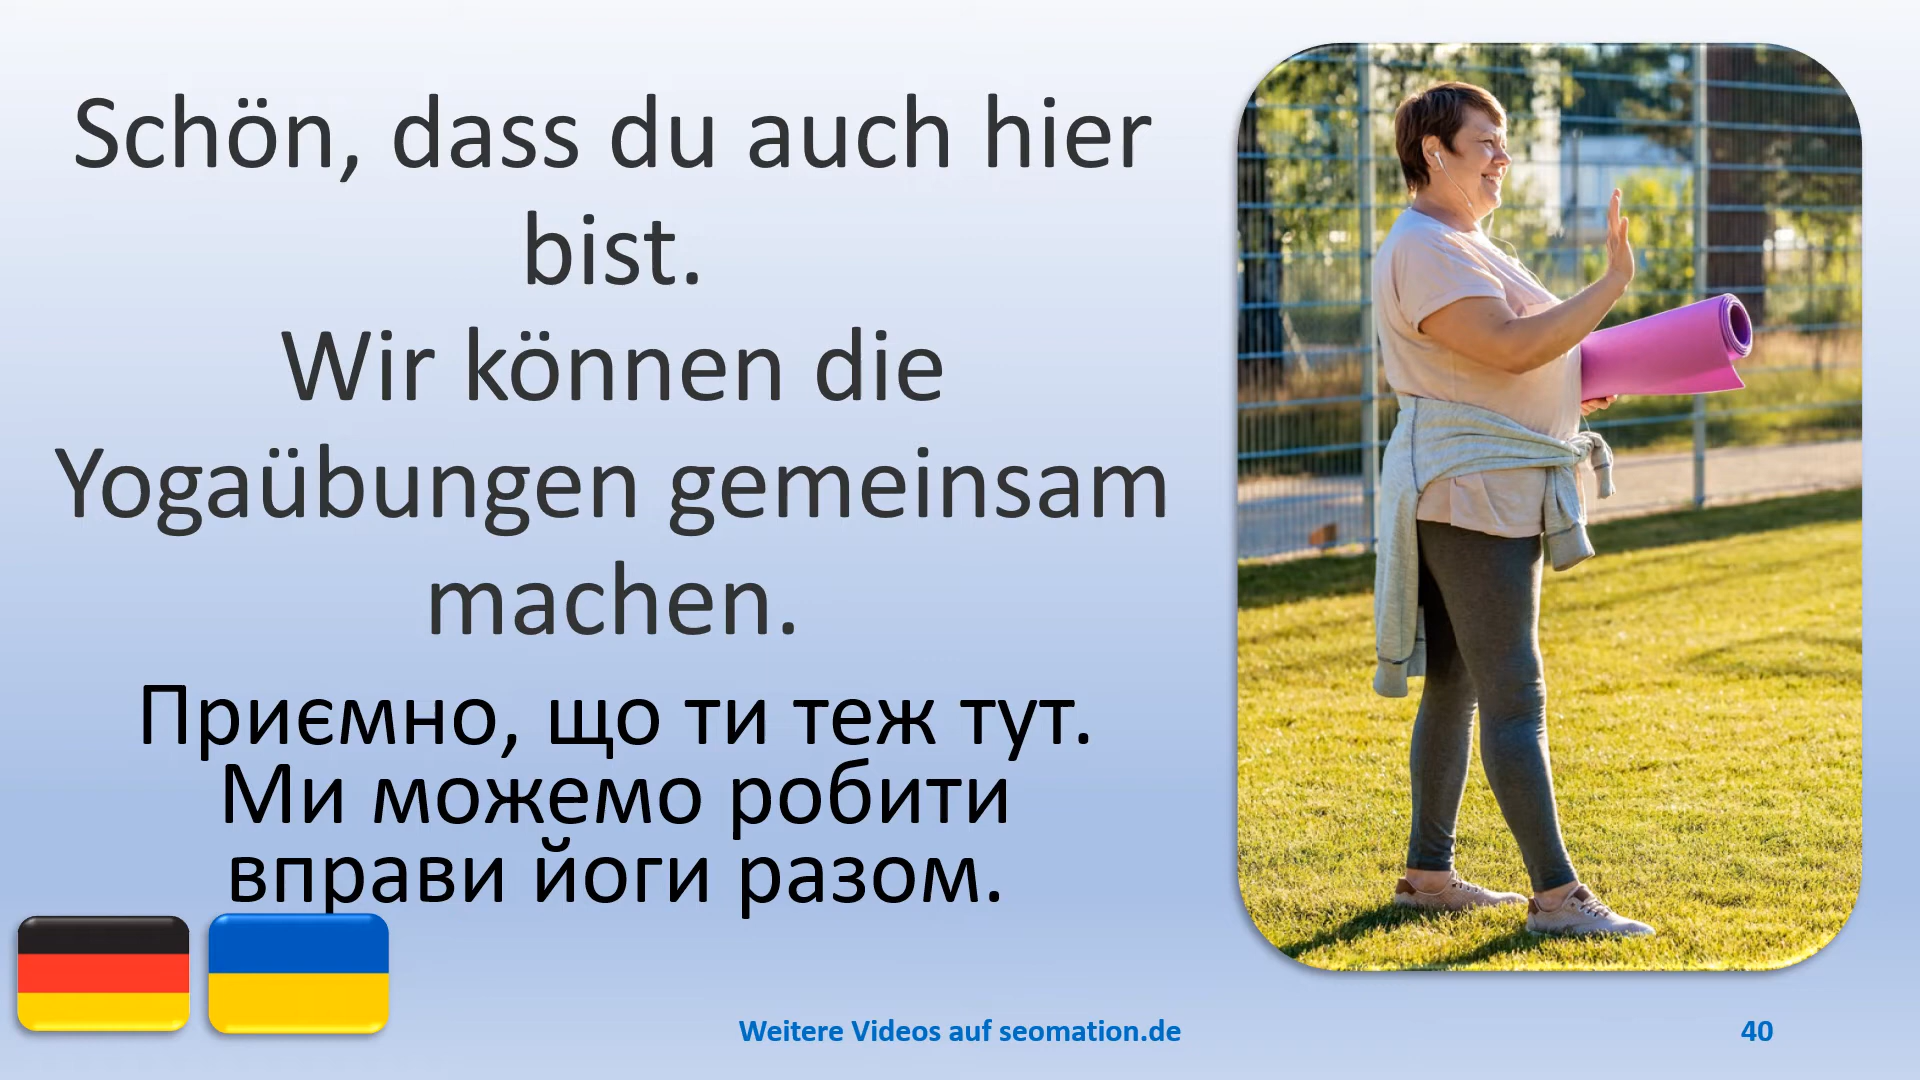 Schön, dass du auch hier
bist.
Wir können die
Yogaübungen gemeinsam
machen.
Приємно, що ти теж тут.
Ми можемо робити
вправи йоги разом.
Weitere Videos auf seomation.de
40